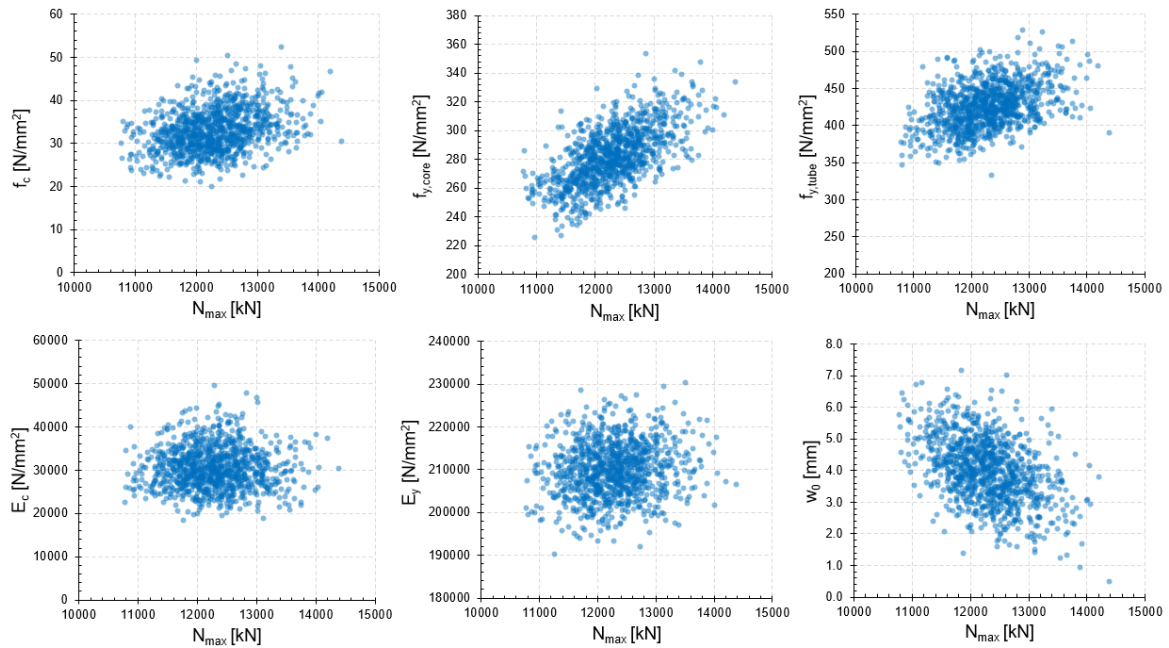 f_c [N/mm²]
60
50
40
30
20
10
0
10000 11000 12000 13000 14000 15000
N_max [kN]
f_y,core [N/mm²]
380
360
340
320
300
280
260
240
220
200
10000 11000 12000 13000 14000 15000
N_max [kN]
f_y,tube [N/mm²]
550
500
450
400
350
300
250
200
10000 11000 12000 13000 14000 15000
N_max [kN]
E_c [N/mm²]
60000
50000
40000
30000
20000
10000
0
10000 11000 12000 13000 14000 15000
N_max [kN]
E_y [N/mm²]
240000
230000
220000
210000
200000
190000
180000
10000 11000 12000 13000 14000 15000
N_max [kN]
w_0 [mm]
8.0
7.0
6.0
5.0
4.0
3.0
2.0
1.0
0.0
10000 11000 12000 13000 14000 15000
N_max [kN]